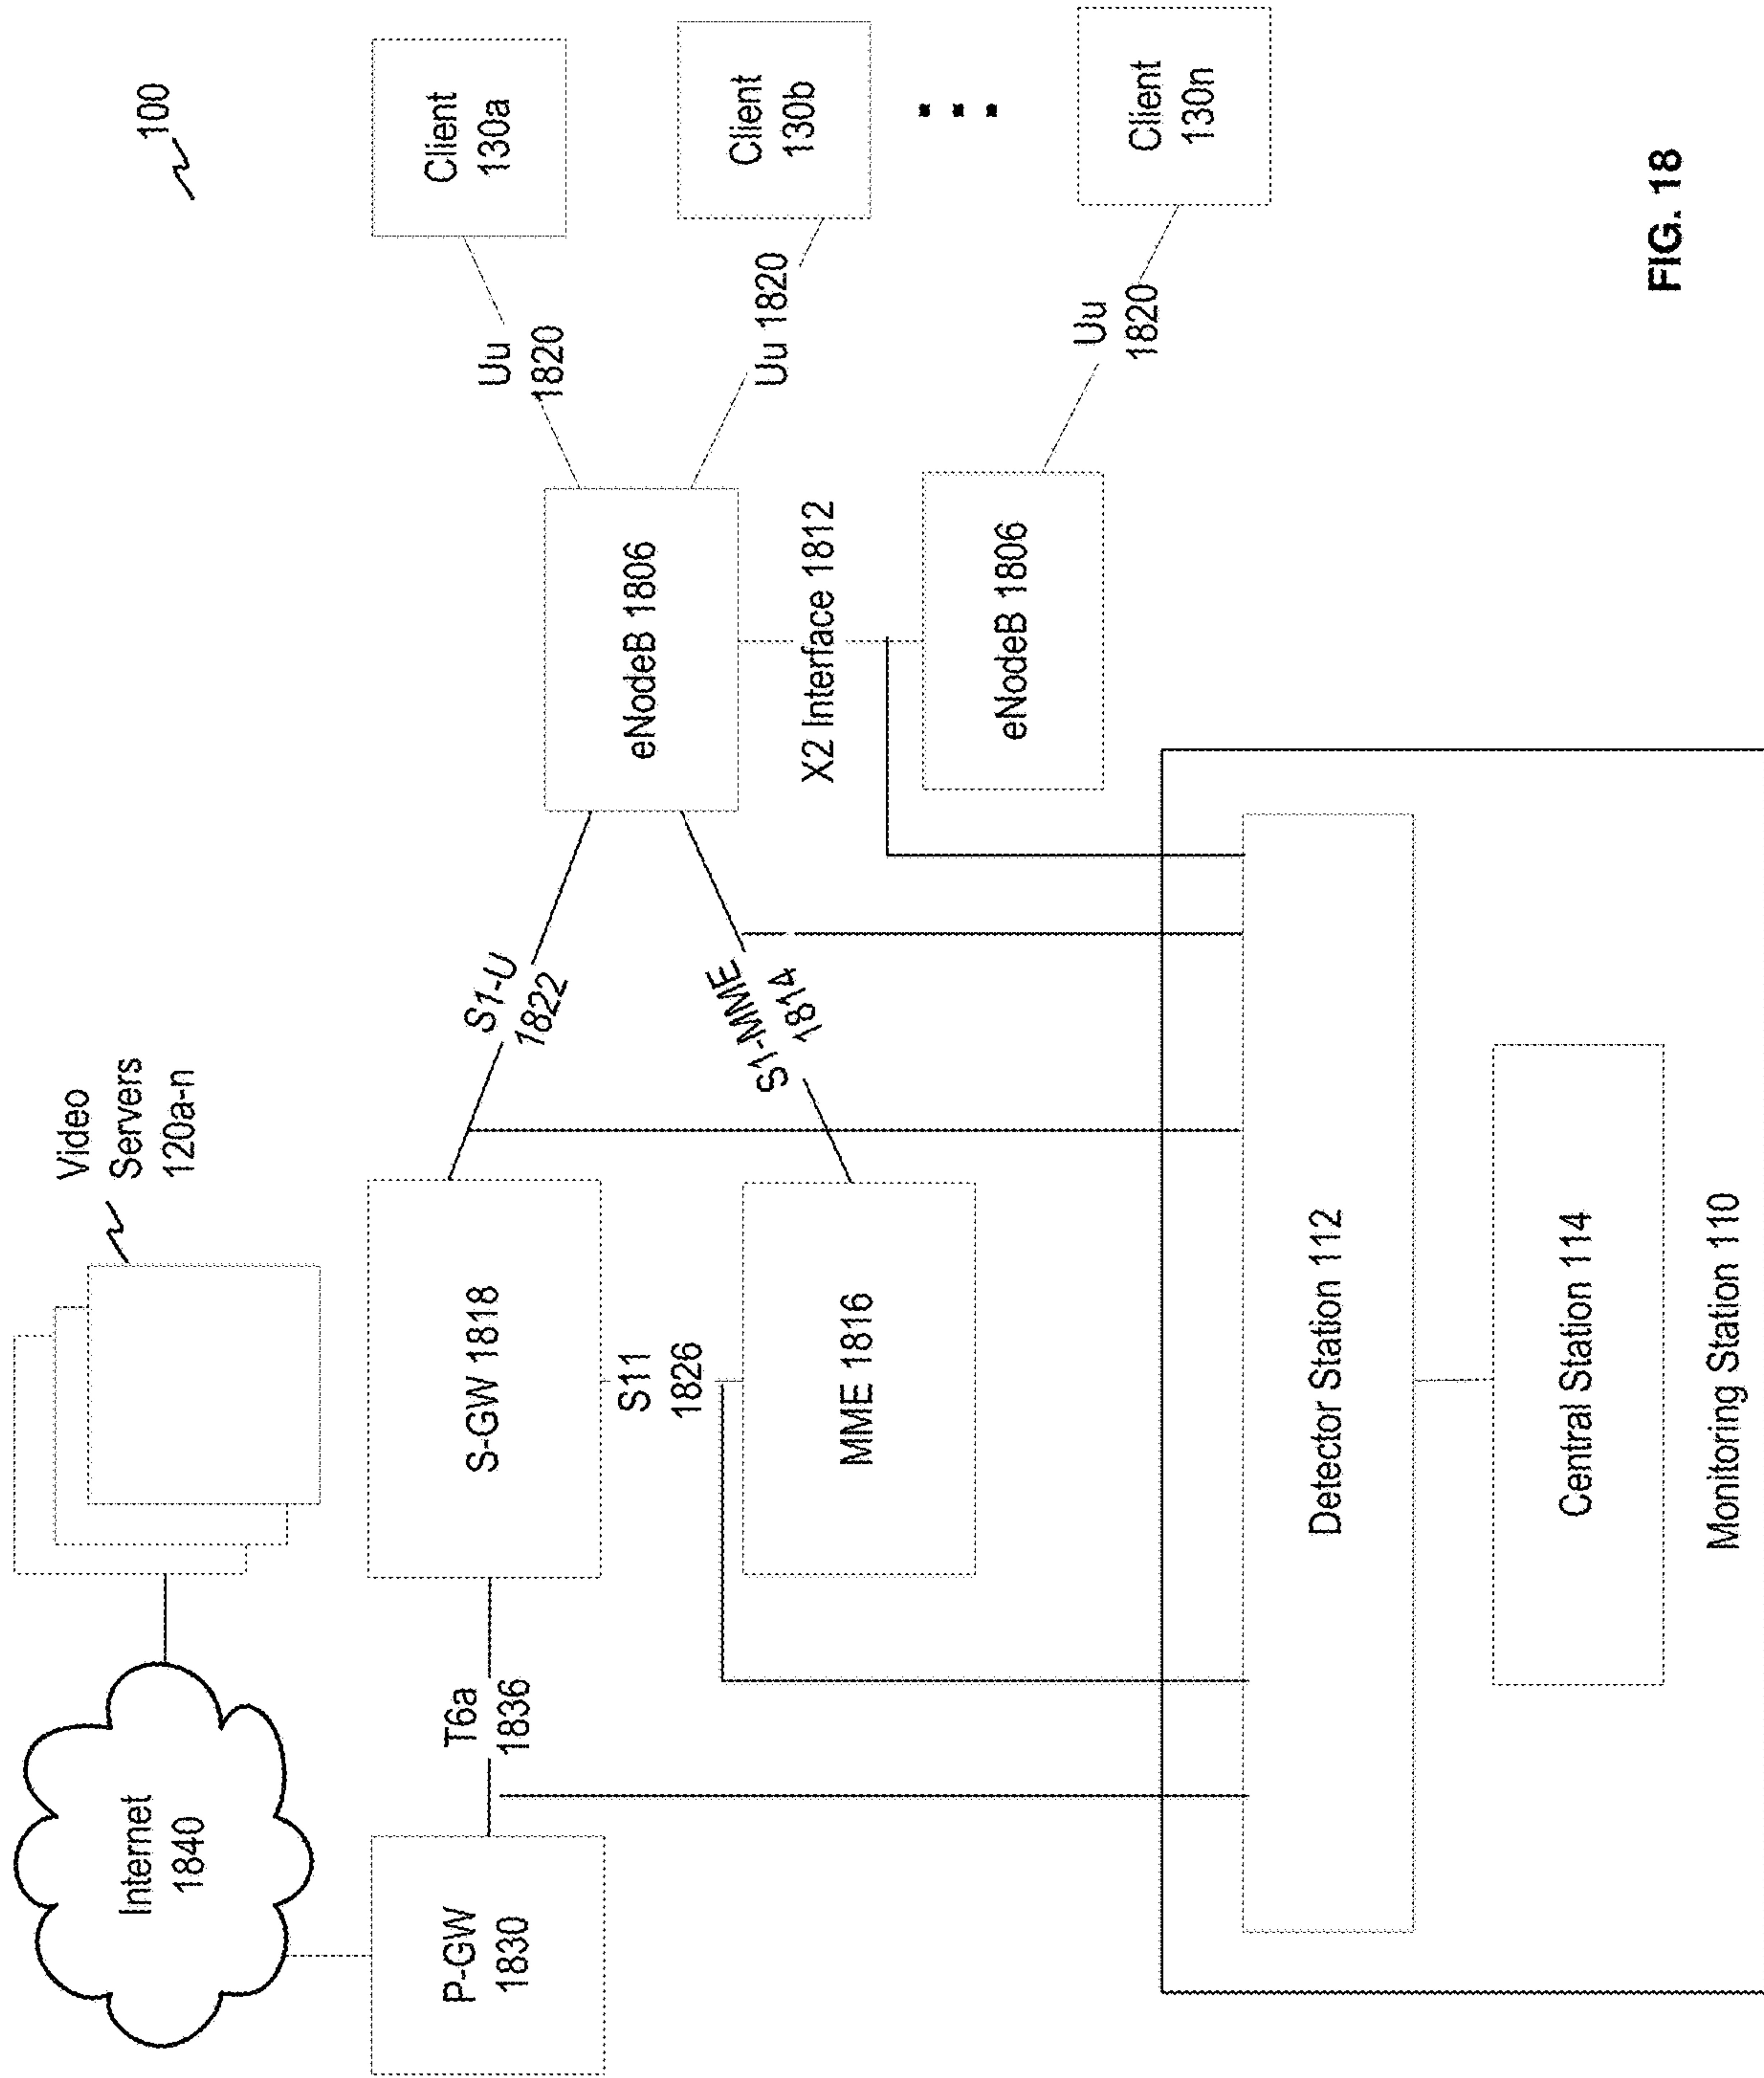 100
Video
Servers
120a-n
Internet
1840
P-GW
1830
T6a
1836
S-GW 1818
S1-U
1822
S11
1826
MME 1816
S1-MME
1814
eNodeB 1806
X2 Interface 1812
eNodeB 1806
Uu
1820
Uu 1820
Uu
1820
Client
130a
Client
130b
Client
130n
Detector Station 112
Central Station 114
Monitoring Station 110
FIG. 18